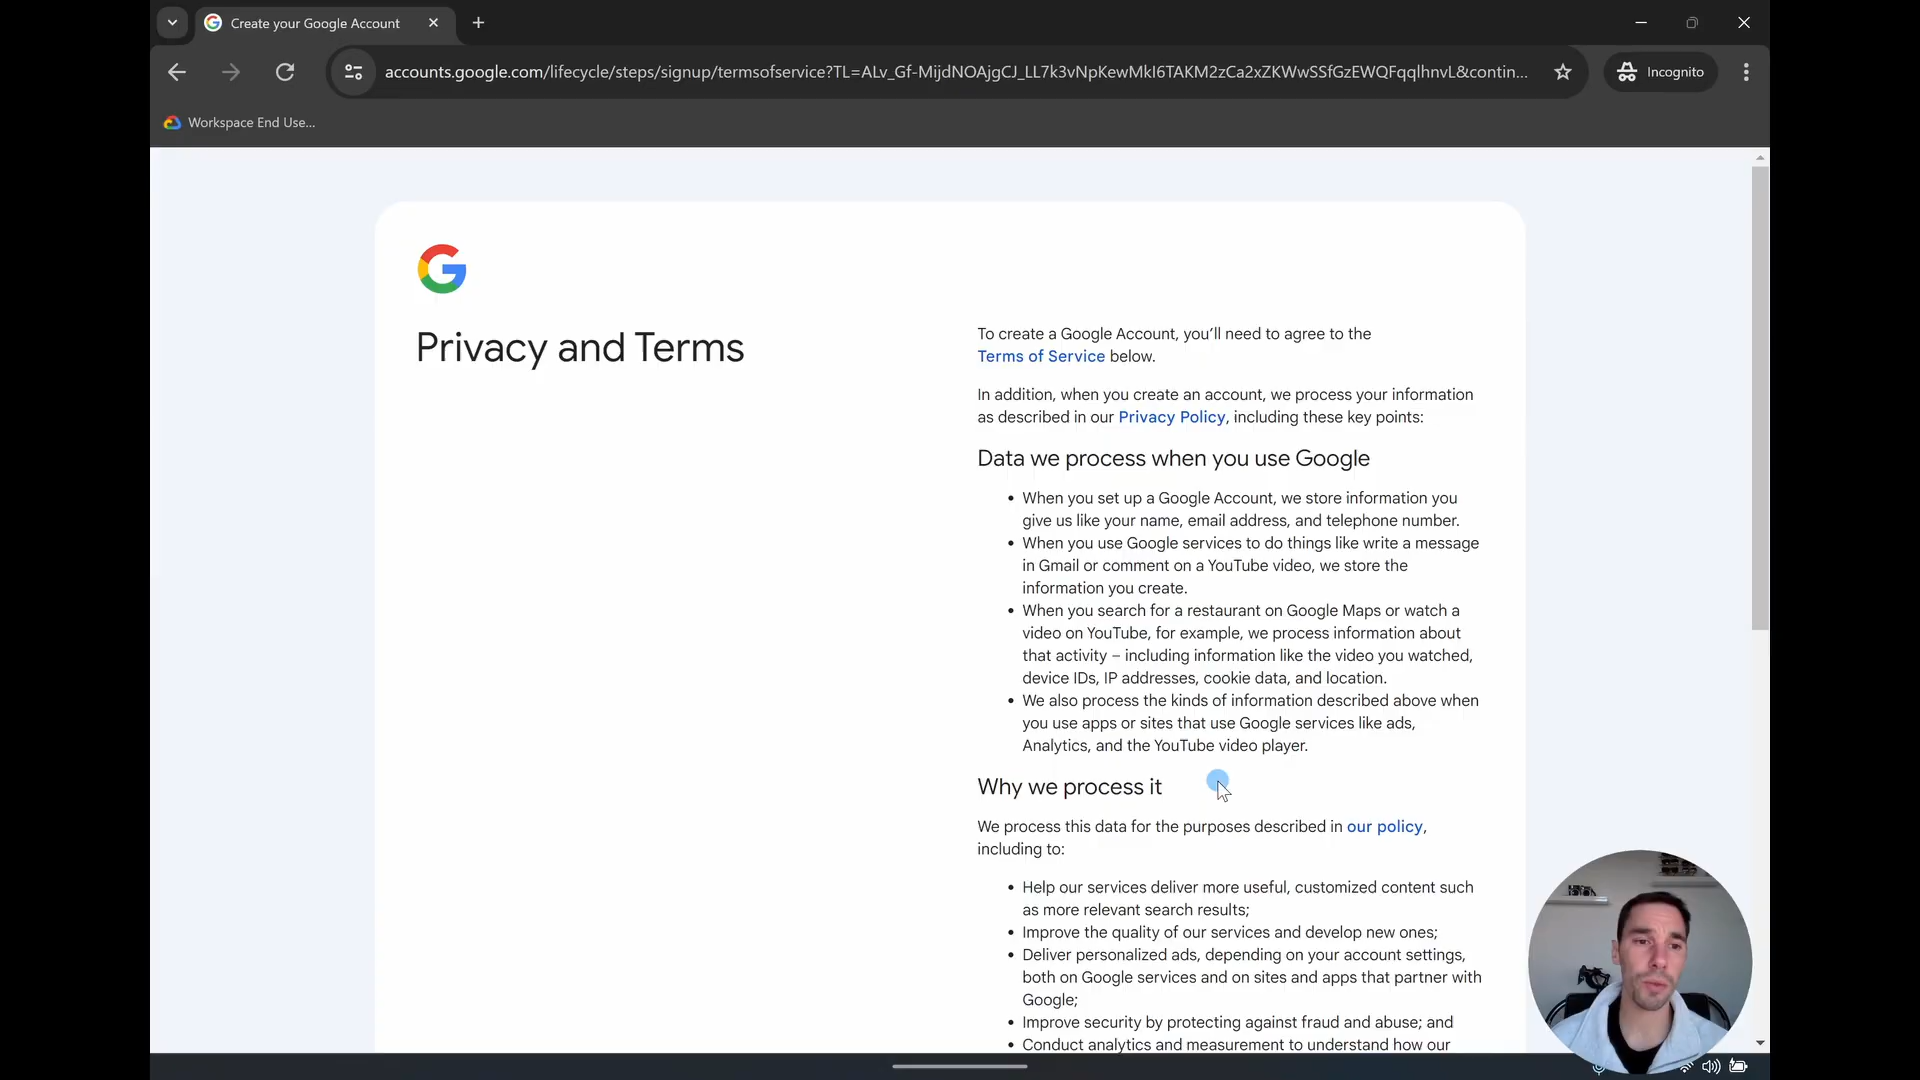 Create your Google Account
accounts.google.com/lifecycle/steps/signup/termsofservice?TL=ALv_Gf-MijdNOAjgCJ_LL7k3vNpKewMkI6TAKM2zCa2xZKWwSSfGzEWQFqqlhnvL&contin...
Incognito
Workspace End Use...
Privacy and Terms
To create a Google Account, you’ll need to agree to the
Terms of Service below.
In addition, when you create an account, we process your information
as described in our Privacy Policy, including these key points:
Data we process when you use Google
• When you set up a Google Account, we store information you
give us like your name, email address, and telephone number.
• When you use Google services to do things like write a message
in Gmail or comment on a YouTube video, we store the
information you create.
• When you search for a restaurant on Google Maps or watch a
video on YouTube, for example, we process information about
that activity – including information like the video you watched,
device IDs, IP addresses, cookie data, and location.
• We also process the kinds of information described above when
you use apps or sites that use Google services like ads,
Analytics, and the YouTube video player.
Why we process it
We process this data for the purposes described in our policy,
including to:
• Help our services deliver more useful, customized content such
as more relevant search results;
• Improve the quality of our services and develop new ones;
• Deliver personalized ads, depending on your account settings,
both on Google services and on sites and apps that partner with
Google;
• Improve security by protecting against fraud and abuse; and
• Conduct analytics and measurement to understand how our